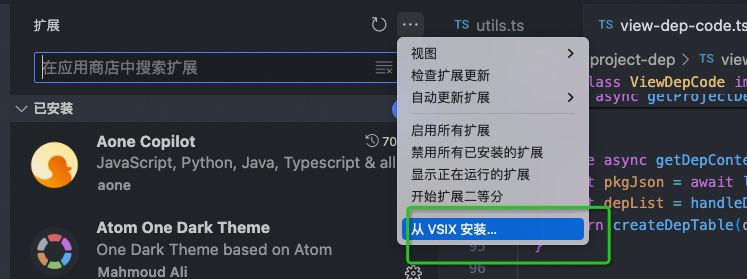 扩展
utils.ts
view-dep-code.ts
在应用商店中搜索扩展
视图
检查扩展更新
自动更新扩展
启用所有扩展
禁用所有已安装的扩展
显示正在运行的扩展
开始扩展二等分
从 VSIX 安装...
已安装
Aone Copilot
70
JavaScript, Python, Java, Typescript & all
aone
Atom One Dark Theme
One Dark Theme based on Atom
Mahmoud Ali
project-dep > TS view
class ViewDepCode
async getProjectDe
async getDepConte
pkgJson = await
depList = handleD
createDepTable(
95 }
96